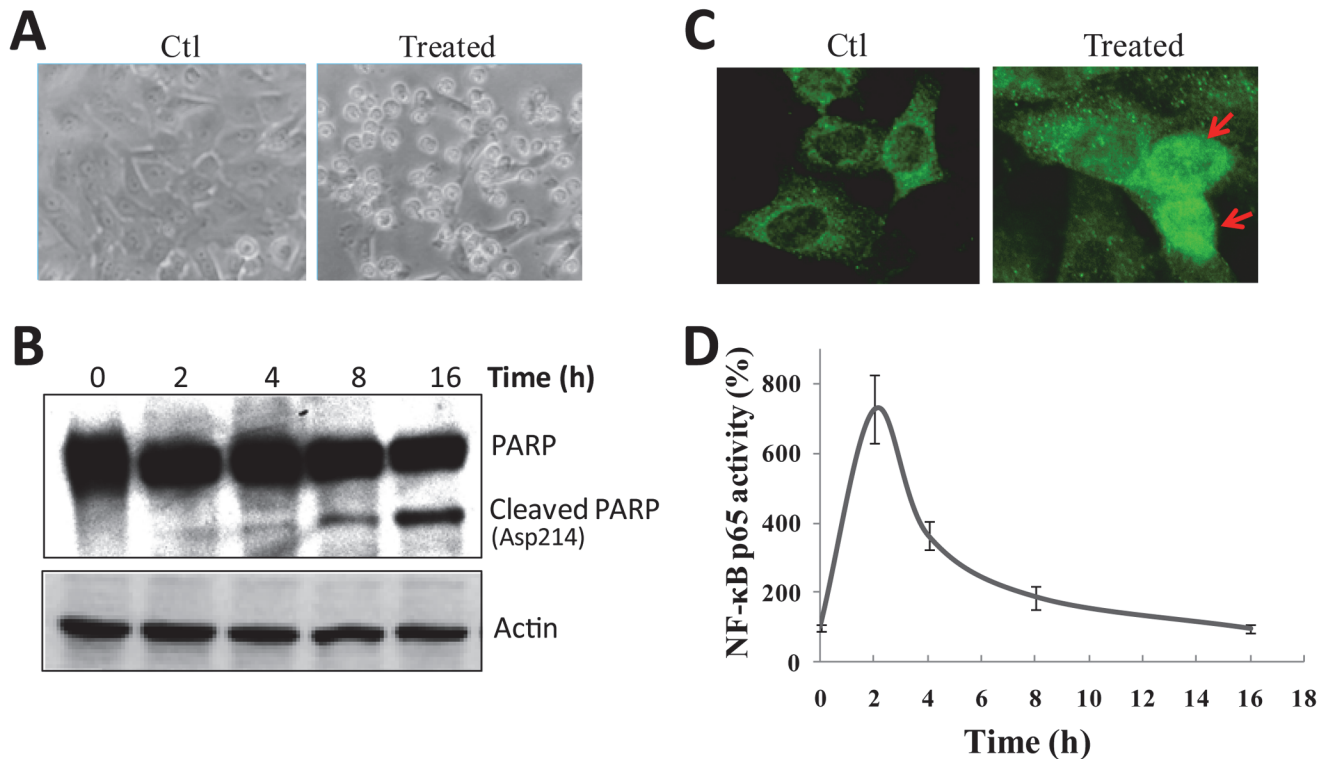 A
Ctl
Treated
B
0 2 4 8 16 Time (h)
PARP
Cleaved PARP
(Asp214)
Actin
C
Ctl
Treated
D
NF-κB p65 activity (%)
800
600
400
200
0
0 2 4 6 8 10 12 14 16 18
Time (h)